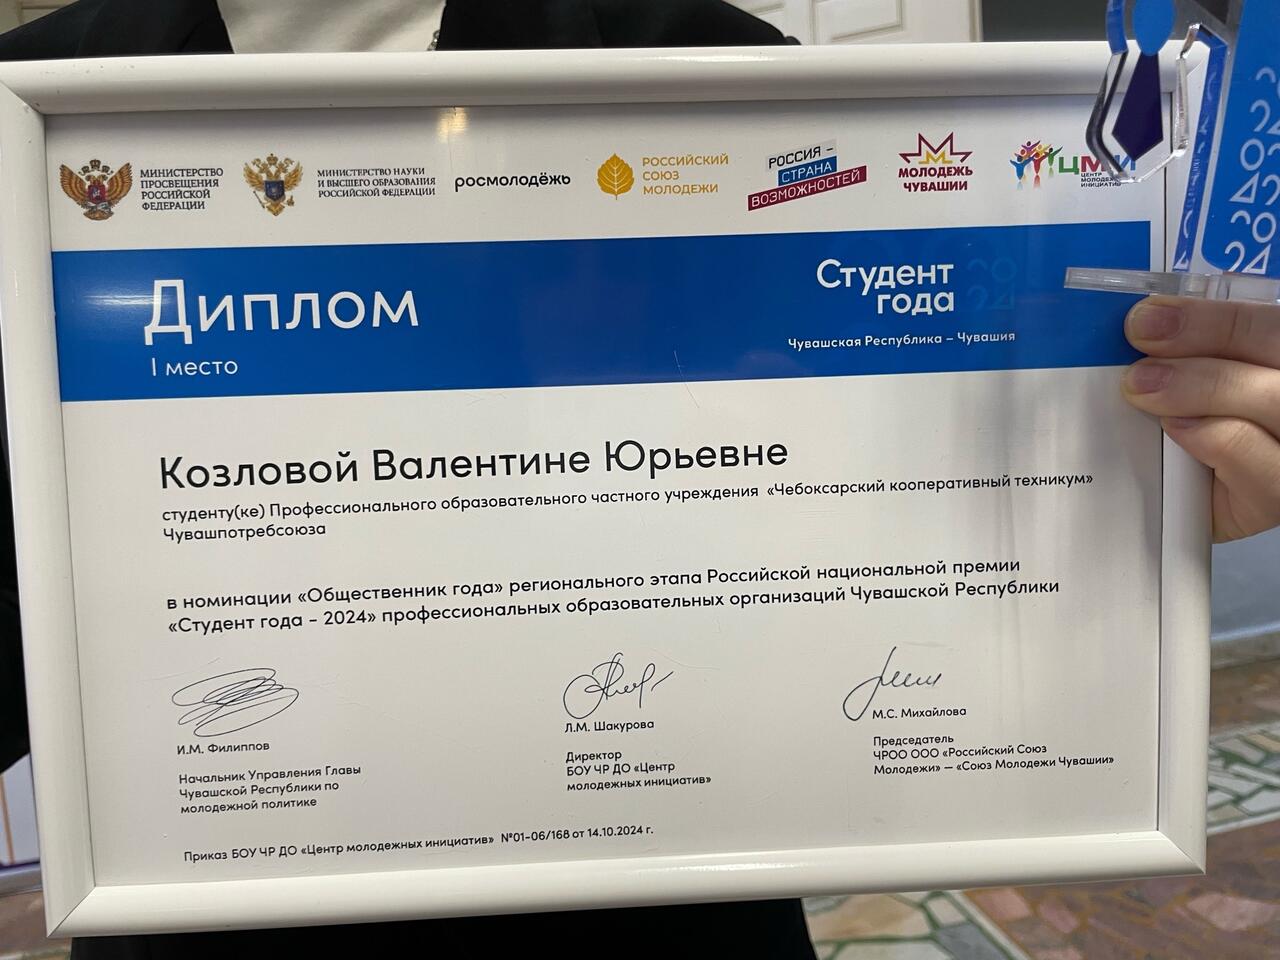 МИНИСТЕРСТВО
ПРОСВЕЩЕНИЯ
РОССИЙСКОЙ
ФЕДЕРАЦИИ
МИНИСТЕРСТВО НАУКИ
И ВЫСШЕГО ОБРАЗОВАНИЯ
РОССИЙСКОЙ ФЕДЕРАЦИИ
росмолодёжь
РОССИЙСКИЙ
СОЮЗ
МОЛОДЕЖИ
РОССИЯ –
СТРАНА
ВОЗМОЖНОСТЕЙ
МОЛОДЕЖЬ
ЧУВАШИИ
ЦМИ
ЦЕНТР
МОЛОДЕЖНЫХ
ИНИЦИАТИВ
Диплом
I место
Студент
года
2024
Чувашская Республика – Чувашия
Козловой Валентине Юрьевне
студенту(ке) Профессионального образовательного частного учреждения «Чебоксарский кооперативный техникум»
Чувашпотребсоюза
в номинации «Общественник года» регионального этапа Российской национальной премии
«Студент года - 2024» профессиональных образовательных организаций Чувашской Республики
И.М. Филиппов
Начальник Управления Главы
Чувашской Республики по
молодежной политике
Л.М. Шакурова
Директор
БОУ ЧР ДО «Центр
молодежных инициатив»
М.С. Михайлова
Председатель
ЧРОО ООО «Российский Союз
Молодежи» — «Союз Молодежи Чувашии»
Приказ БОУ ЧР ДО «Центр молодежных инициатив» №01-06/168 от 14.10.2024 г.